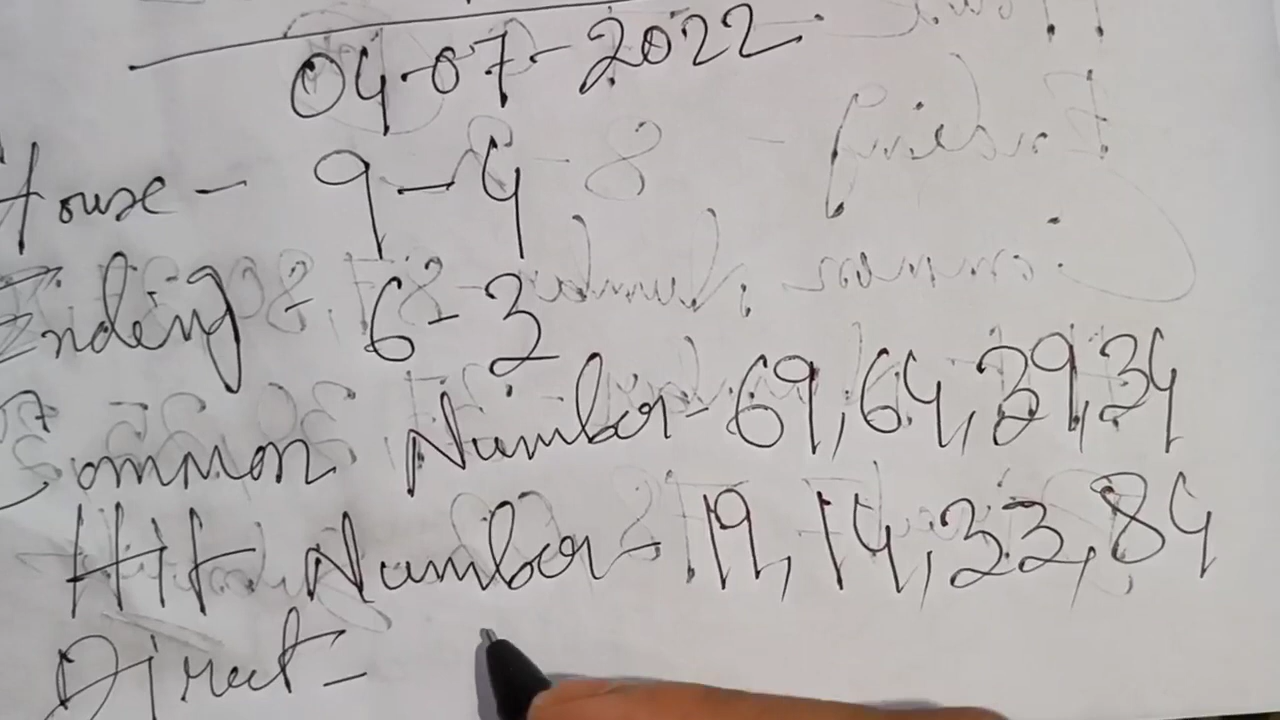 04-07-2022
House - 9-4
Ending - 6-3
Common Number - 69, 64, 39, 34
Hit Number - 19, 14, 33, 84
Direct -